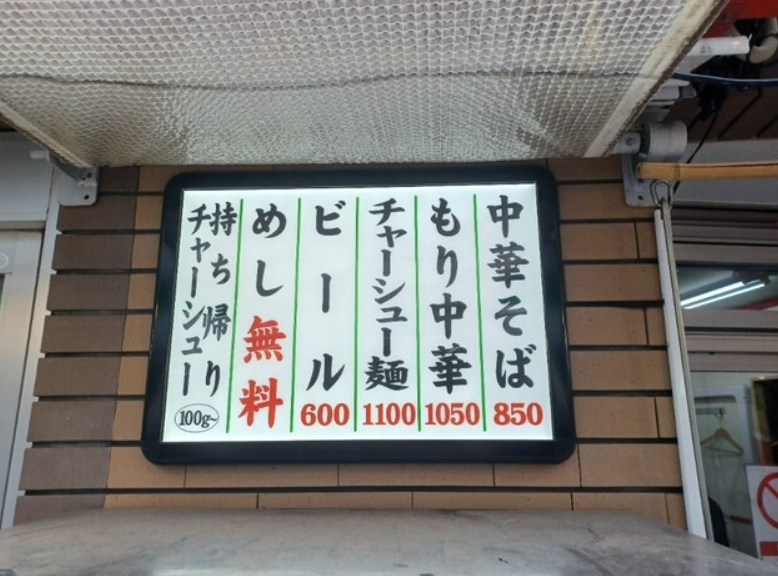 中華そば 850
もり中華 1050
チャーシュー麺 1100
ビール 600
めし無料
持ち帰り
チャーシュー
100g~